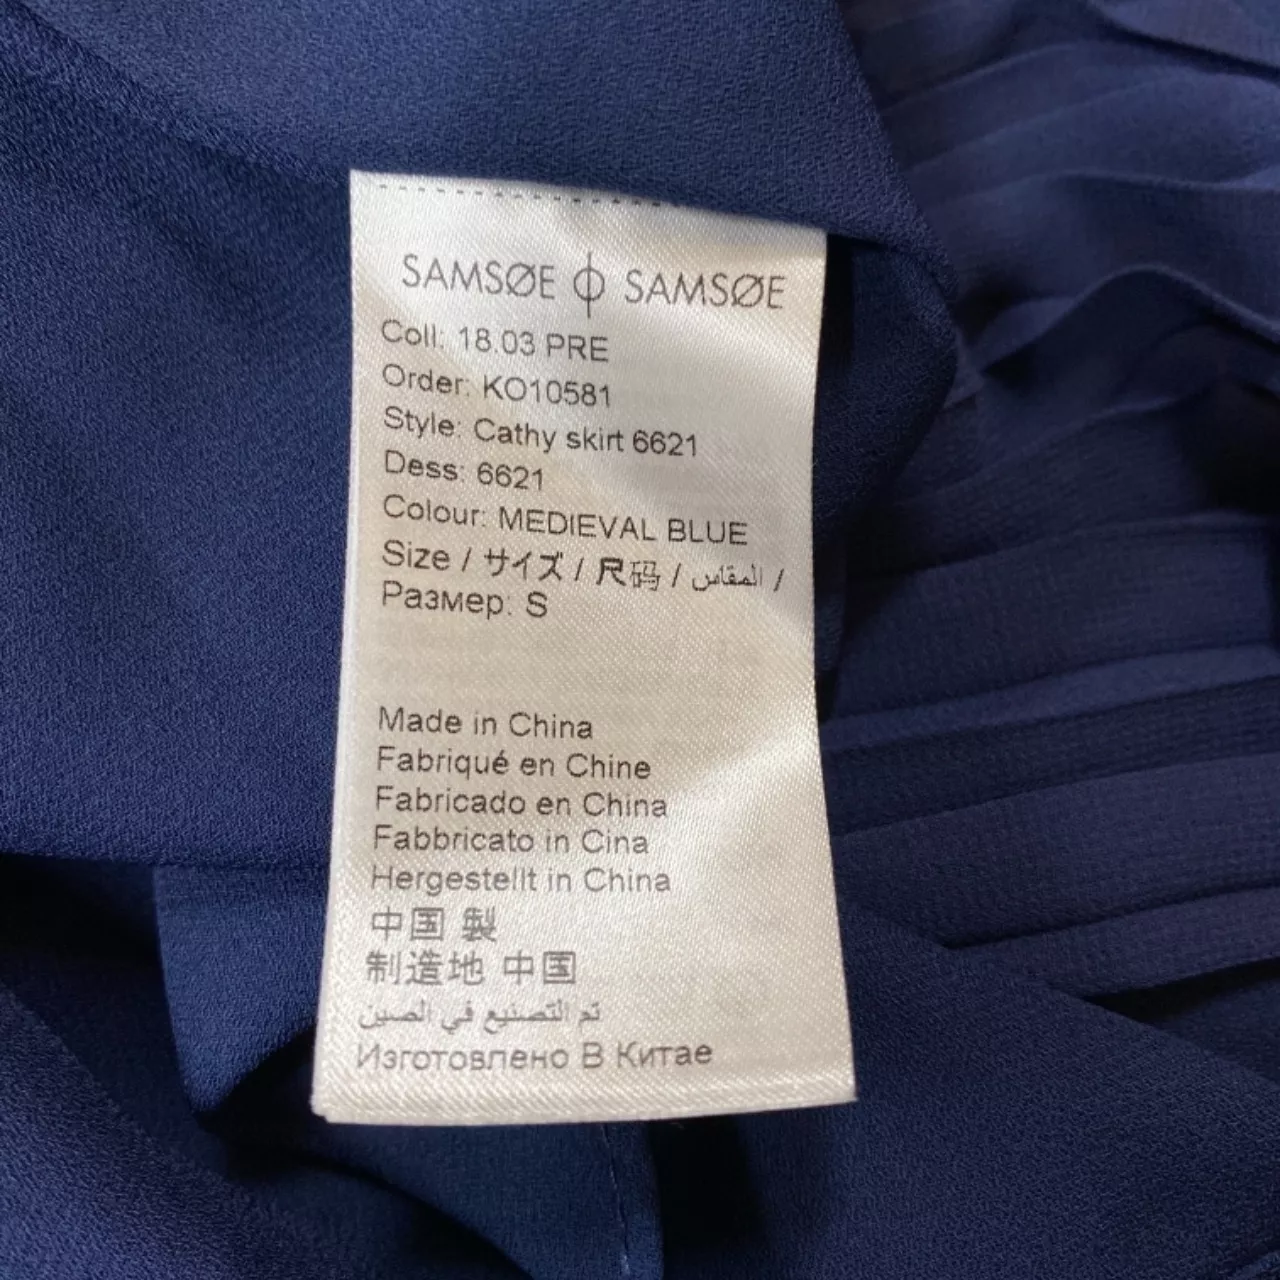 SAMSØE ϕ SAMSØE
Coll: 18.03 PRE
Order: KO10581
Style: Cathy skirt 6621
Dess: 6621
Colour: MEDIEVAL BLUE
Size / サイズ / 尺码 / المقاس /
Размер: S
Made in China
Fabriqué en Chine
Fabricado en China
Fabbricato in Cina
Hergestellt in China
中国 製
制造地 中国
تم التصنيع في الصين
Изготовлено В Китае